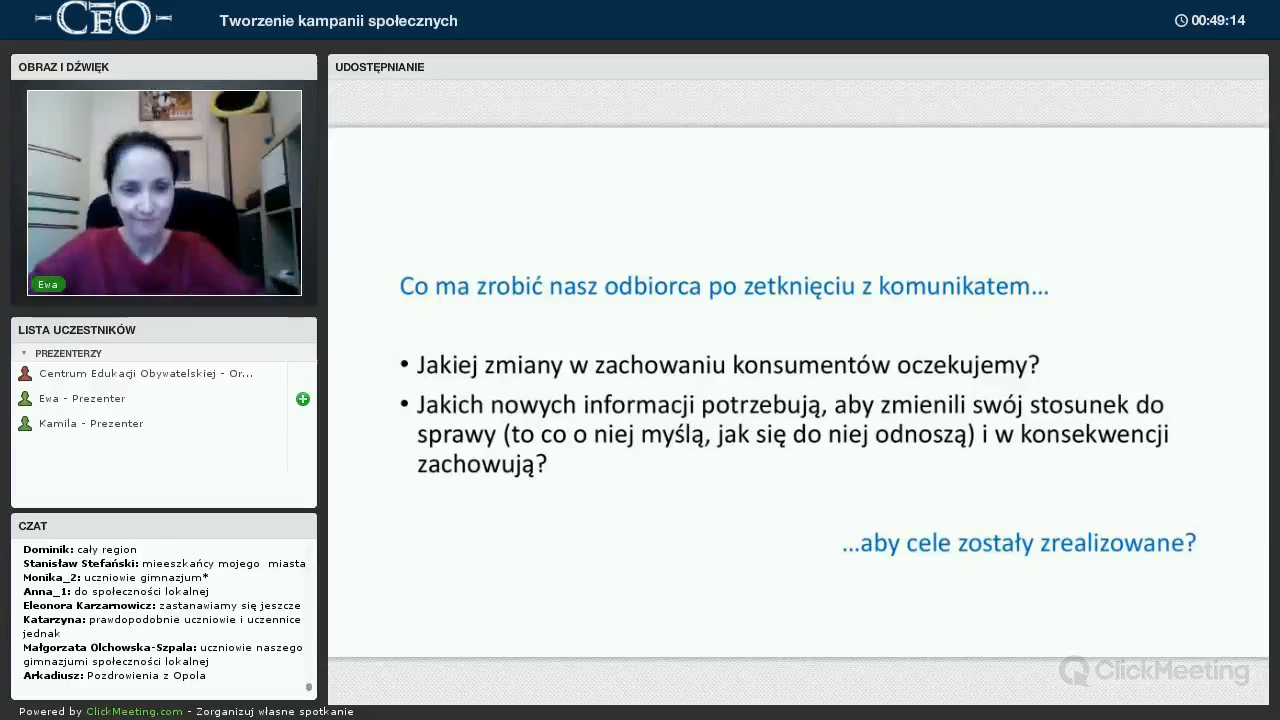 CEO
Tworzenie kampanii społecznych
00:49:14
OBRAZ I DŹWIĘK
Ewa
LISTA UCZESTNIKÓW
PREZENTERZY
Centrum Edukacji Obywatelskiej - Or...
Ewa - Prezenter
Kamila - Prezenter
CZAT
Dominik: cały region
Stanisław Stefański: mieeszkańcy mojego miasta
Monika_2: uczniowie gimnazjum*
Anna_1: do społeczności lokalnej
Eleonora Karzarnowicz: zastanawiamy się jeszcze
Katarzyna: prawdopodobnie uczniowie i uczennice
jednak
Małgorzata Olchowska-Szpala: uczniowie naszego
gimnazjumi społeczności lokalnej
Arkadiusz: Pozdrowienia z Opola
UDOSTĘPNIANIE
Co ma zrobić nasz odbiorca po zetknięciu z komunikatem...
• Jakiej zmiany w zachowaniu konsumentów oczekujemy?
• Jakich nowych informacji potrzebują, aby zmienili swój stosunek do
sprawy (to co o niej myślą, jak się do niej odnoszą) i w konsekwencji
zachowują?
...aby cele zostały zrealizowane?
ClickMeeting
Powered by ClickMeeting.com - Zorganizuj własne spotkanie